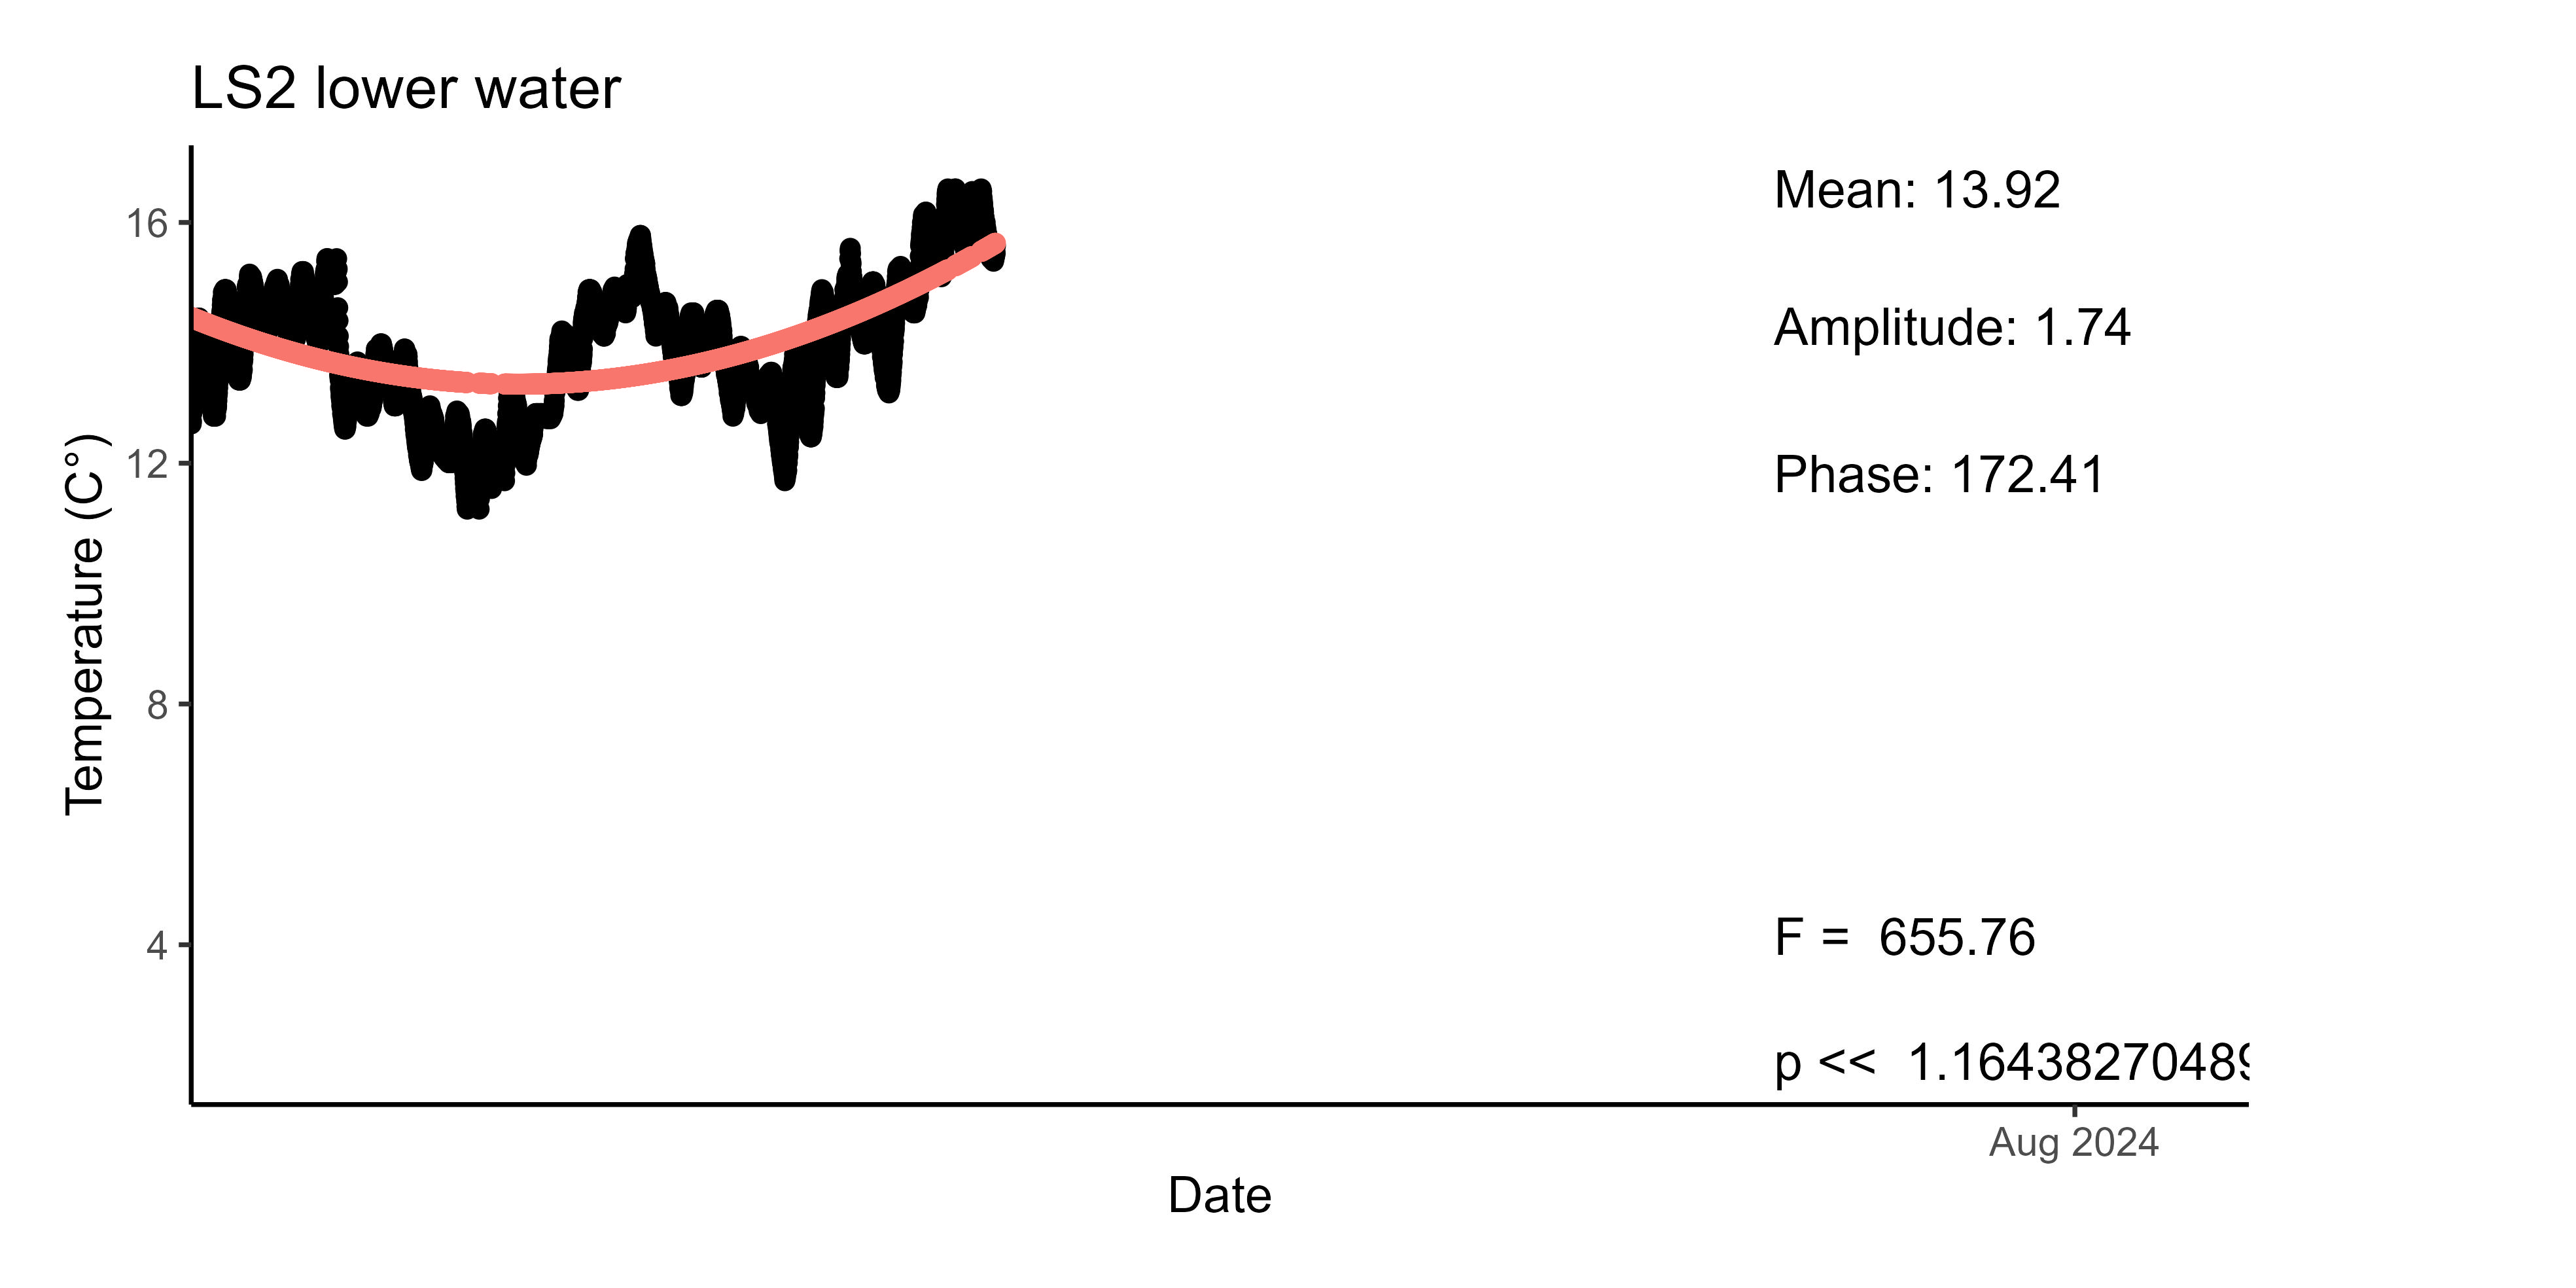 LS2 lower water
Mean: 13.92
16
Amplitude: 1.74
Phase: 172.41
12
Temperature (C°)
8
4
F = 655.76
p << 1.16438270489
Aug 2024
Date